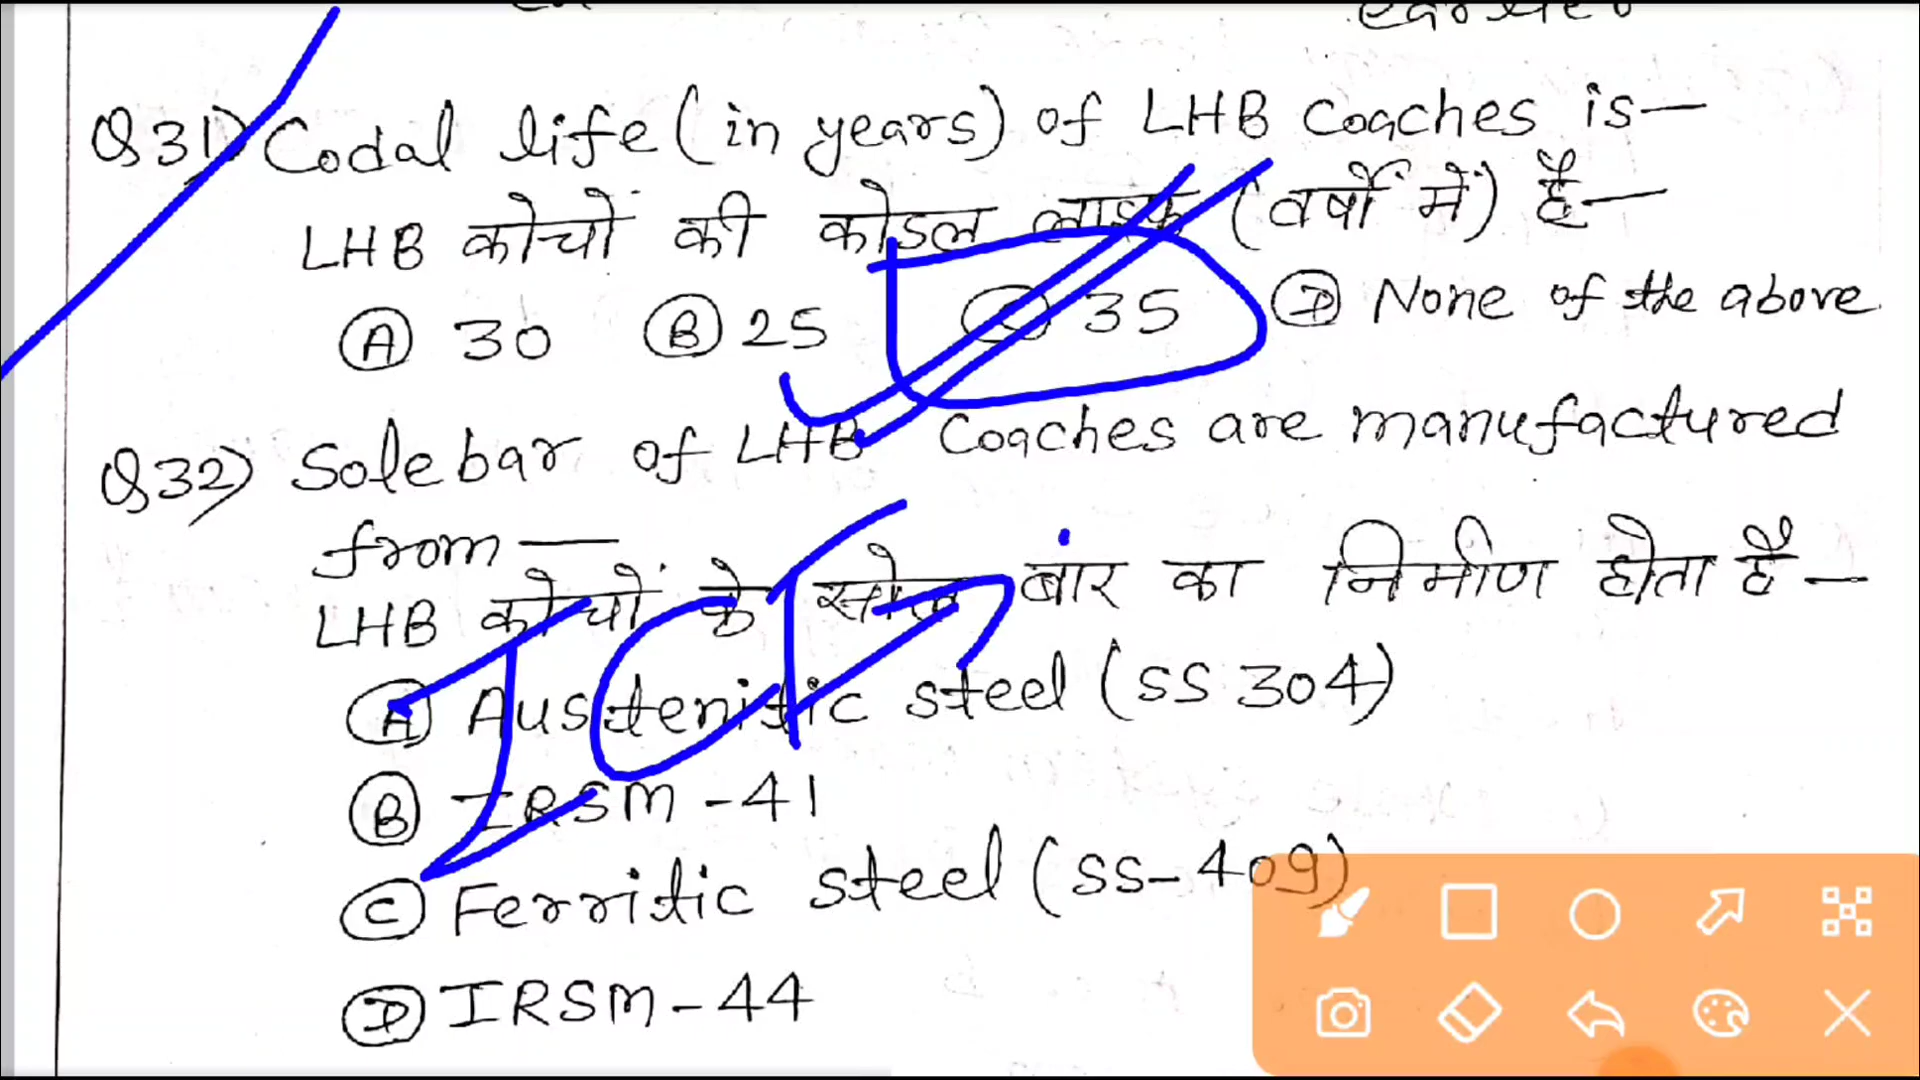 Q31) Codal life (in years) of LHB Coaches is—
LHB कोचों की कोडल लाइफ (वर्षों में) है—
(A) 30 (B) 25 (C) 35 (D) None of the above
Q32) Solebar of LHB Coaches are manufactured
from —
LHB कोचों के सोल बार का निर्माण होता है —
(A) Austenitic steel (SS 304)
(B) IRSM -41
(C) Ferritic steel (SS-409)
(D) IRSM-44